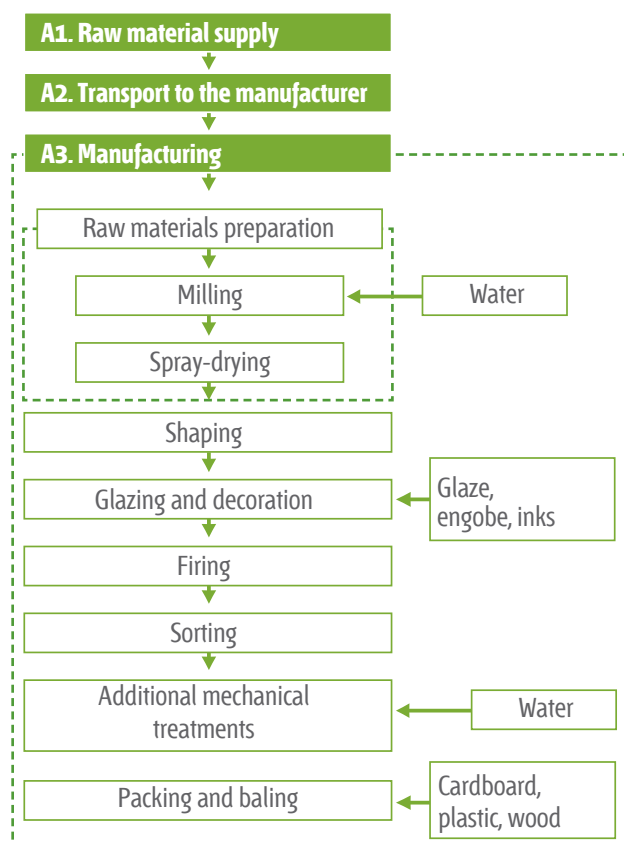 A1. Raw material supply
A2. Transport to the manufacturer
A3. Manufacturing
Raw materials preparation
Milling
Water
Spray-drying
Shaping
Glazing and decoration
Glaze,
engobe, inks
Firing
Sorting
Additional mechanical
treatments
Water
Packing and baling
Cardboard,
plastic, wood